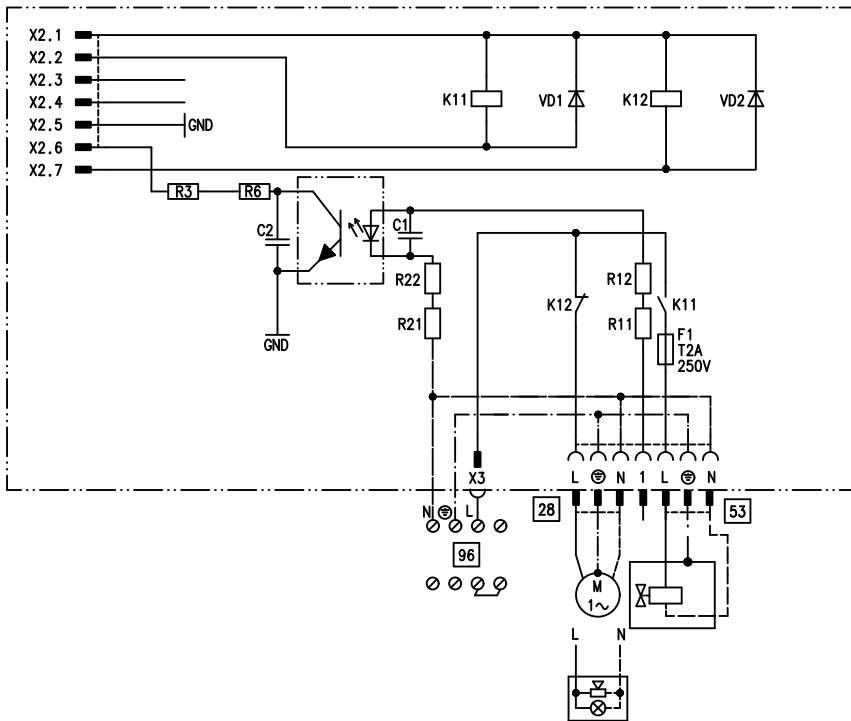 X2.1
X2.2
X2.3
X2.4
X2.5
GND
X2.6
X2.7
K11
VD1
K12
VD2
R3
R6
C2
C1
GND
R22
R21
R12
R11
K12
K11
F1
T2A
250V
X3
L
N
1
L
N
N
L
28
53
96
M
1~
L
N